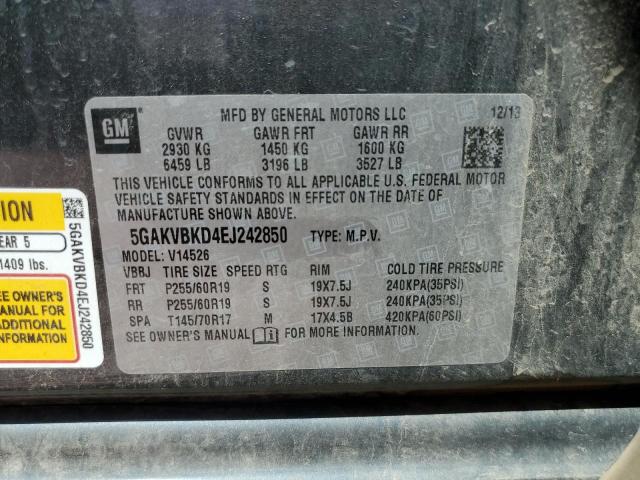 GM
MFD BY GENERAL MOTORS LLC 12/13
GVWR GAWR FRT GAWR RR
2930 KG 1450 KG 1600 KG
6459 LB 3196 LB 3527 LB
THIS VEHICLE CONFORMS TO ALL APPLICABLE U.S. FEDERAL MOTOR
VEHICLE SAFETY STANDARDS IN EFFECT ON THE DATE OF
MANUFACTURE SHOWN ABOVE.
5GAKVBKD4EJ242850 TYPE: M.P.V.
MODEL: V14526
VBBJ TIRE SIZE SPEED RTG RIM COLD TIRE PRESSURE
FRT P255/60R19 S 19X7.5J 240KPA(35PSI)
RR P255/60R19 S 19X7.5J 240KPA(35PSI)
SPA T145/70R17 M 17X4.5B 420KPA(60PSI)
SEE OWNER'S MANUAL i FOR MORE INFORMATION.
TION
EAR 5
1409 lbs.
EE OWNER'S
MANUAL FOR
ADDITIONAL
FORMATION
5GAKVBKD4EJ242850